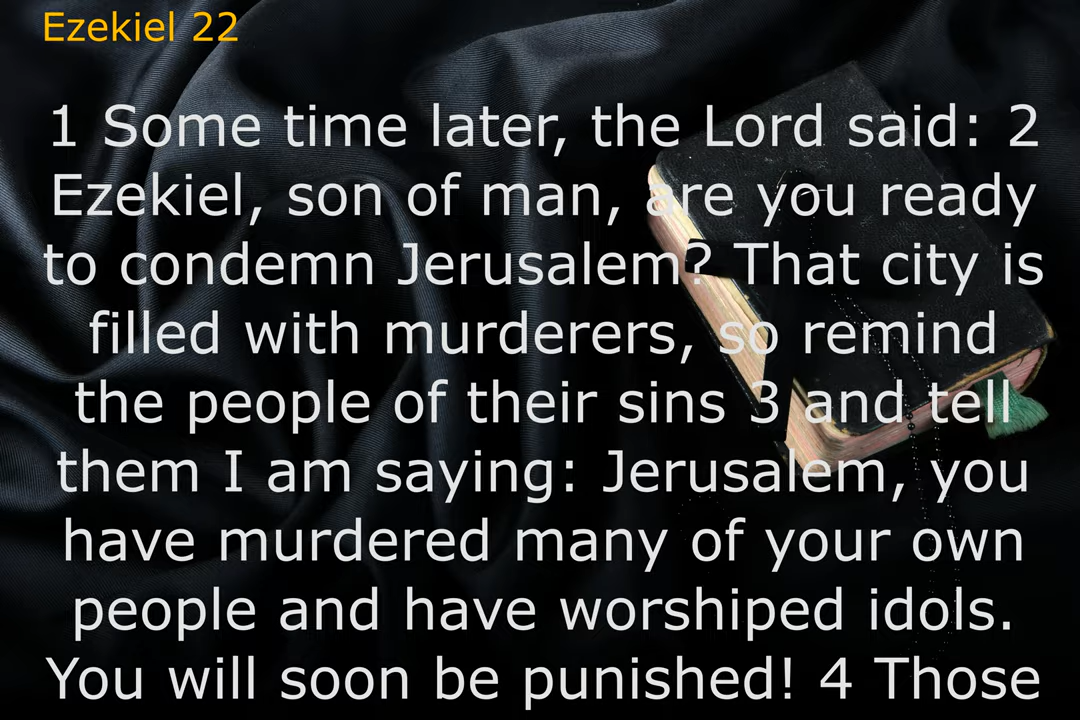 Ezekiel 22
1 Some time later, the Lord said: 2
Ezekiel, son of man, are you ready
to condemn Jerusalem? That city is
filled with murderers, so remind
the people of their sins 3 and tell
them I am saying: Jerusalem, you
have murdered many of your own
people and have worshiped idols.
You will soon be punished! 4 Those